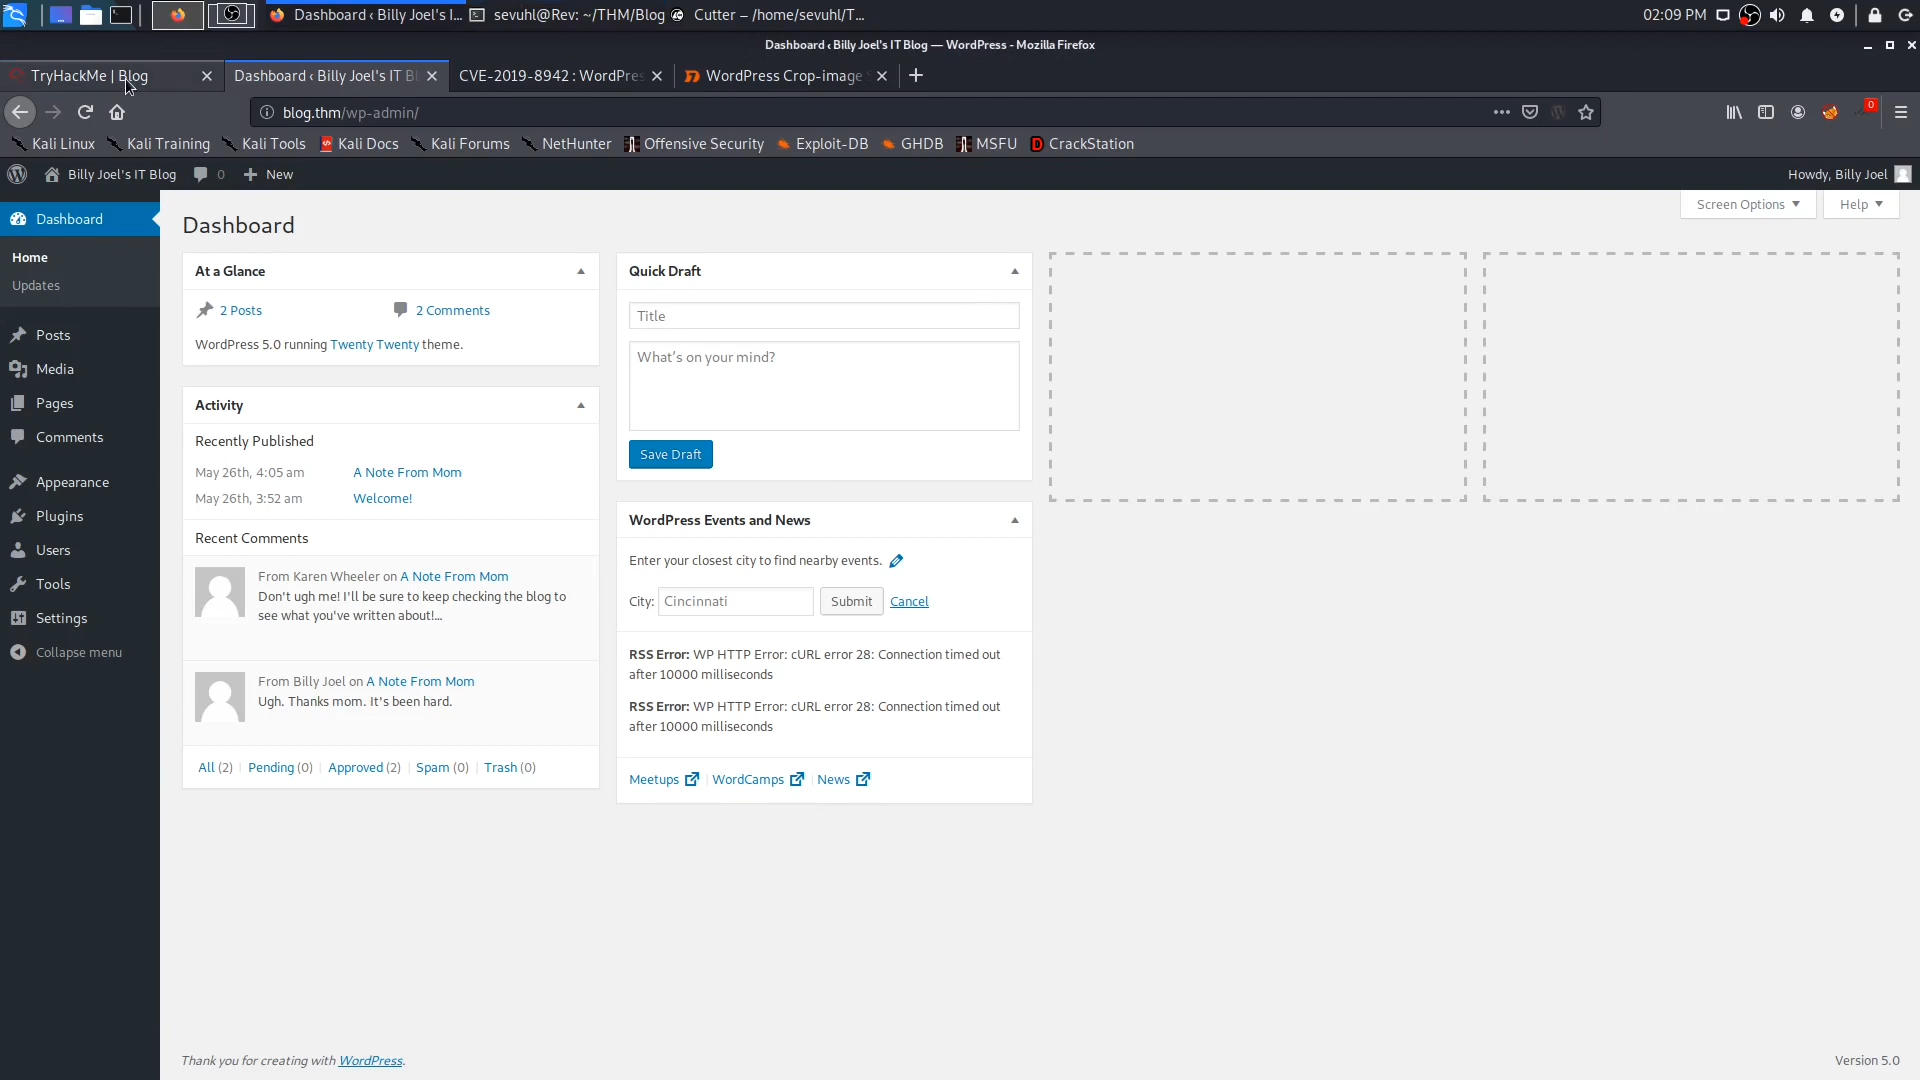 Dashboard ‹ Billy Joel's I... sevuhl@Rev: ~/THM/Blog Cutter – /home/sevuhl/T... 02:09 PM
Dashboard ‹ Billy Joel's IT Blog — WordPress - Mozilla Firefox
TryHackMe | Blog Dashboard ‹ Billy Joel's IT Bl CVE-2019-8942 : WordPres WordPress Crop-image
blog.thm/wp-admin/ 0
Kali Linux Kali Training Kali Tools Kali Docs Kali Forums NetHunter Offensive Security Exploit-DB GHDB MSFU CrackStation
Billy Joel's IT Blog 0 New Howdy, Billy Joel
Screen Options Help
Dashboard
Home
Updates
Posts
Media
Pages
Comments
Appearance
Plugins
Users
Tools
Settings
Collapse menu
Dashboard
At a Glance
2 Posts 2 Comments
WordPress 5.0 running Twenty Twenty theme.
Activity
Recently Published
May 26th, 4:05 am A Note From Mom
May 26th, 3:52 am Welcome!
Recent Comments
From Karen Wheeler on A Note From Mom
Don't ugh me! I'll be sure to keep checking the blog to
see what you've written about!…
From Billy Joel on A Note From Mom
Ugh. Thanks mom. It's been hard.
All (2) | Pending (0) | Approved (2) | Spam (0) | Trash (0)
Quick Draft
Title
What's on your mind?
Save Draft
WordPress Events and News
Enter your closest city to find nearby events.
City: Cincinnati Submit Cancel
RSS Error: WP HTTP Error: cURL error 28: Connection timed out
after 10000 milliseconds
RSS Error: WP HTTP Error: cURL error 28: Connection timed out
after 10000 milliseconds
Meetups | WordCamps | News
Thank you for creating with WordPress. Version 5.0